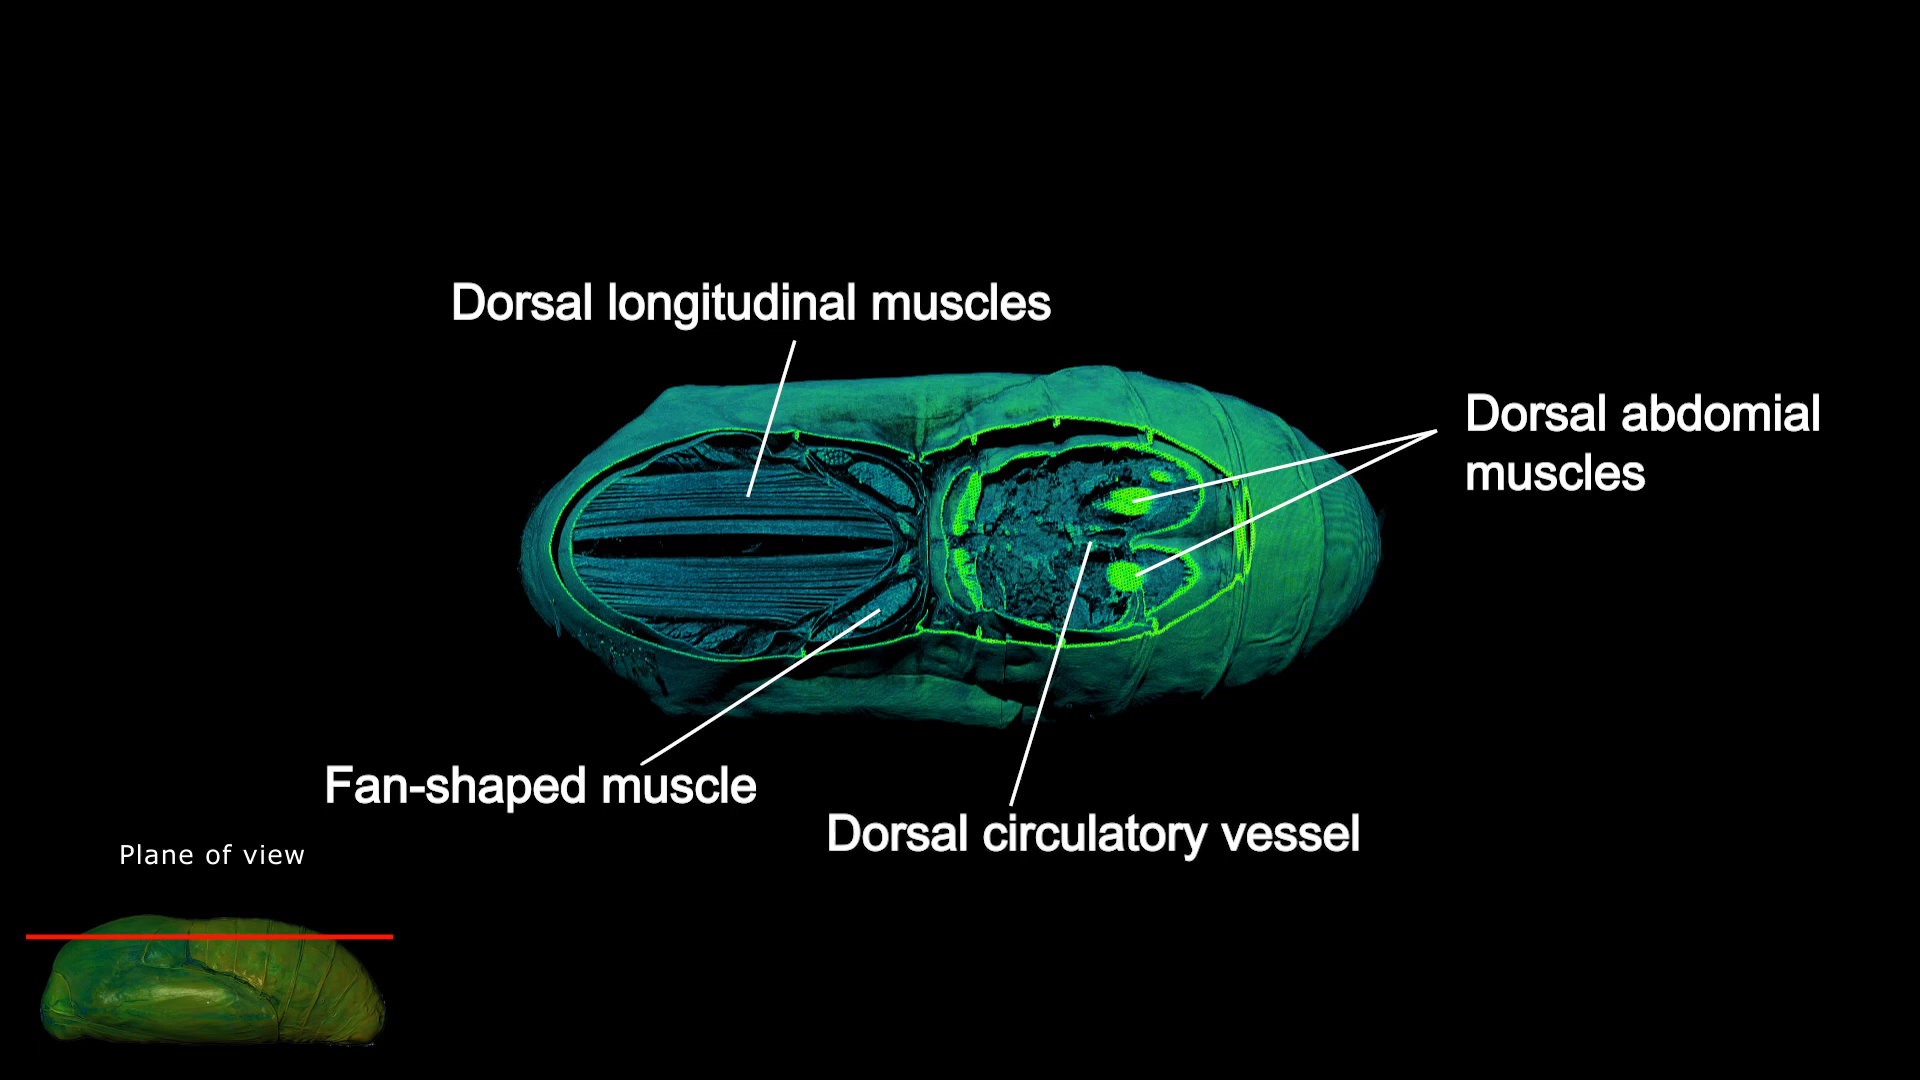 Dorsal longitudinal muscles
Dorsal abdomial
muscles
Fan-shaped muscle
Dorsal circulatory vessel
Plane of view